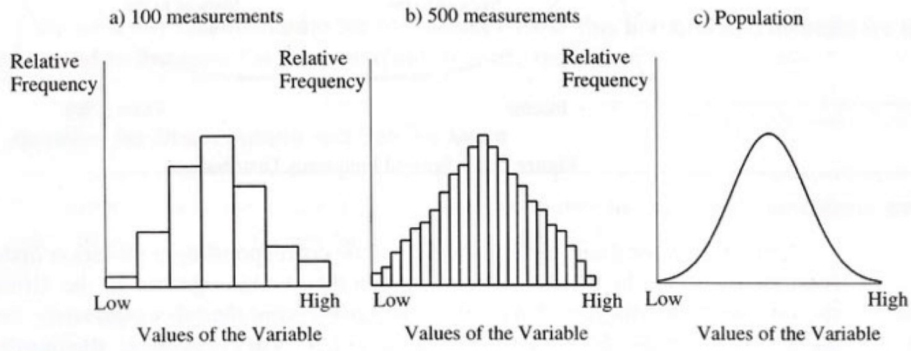 a) 100 measurements
b) 500 measurements
c) Population
Relative
Frequency
Relative
Frequency
Relative
Frequency
Low
High
Low
High
Low
High
Values of the Variable
Values of the Variable
Values of the Variable